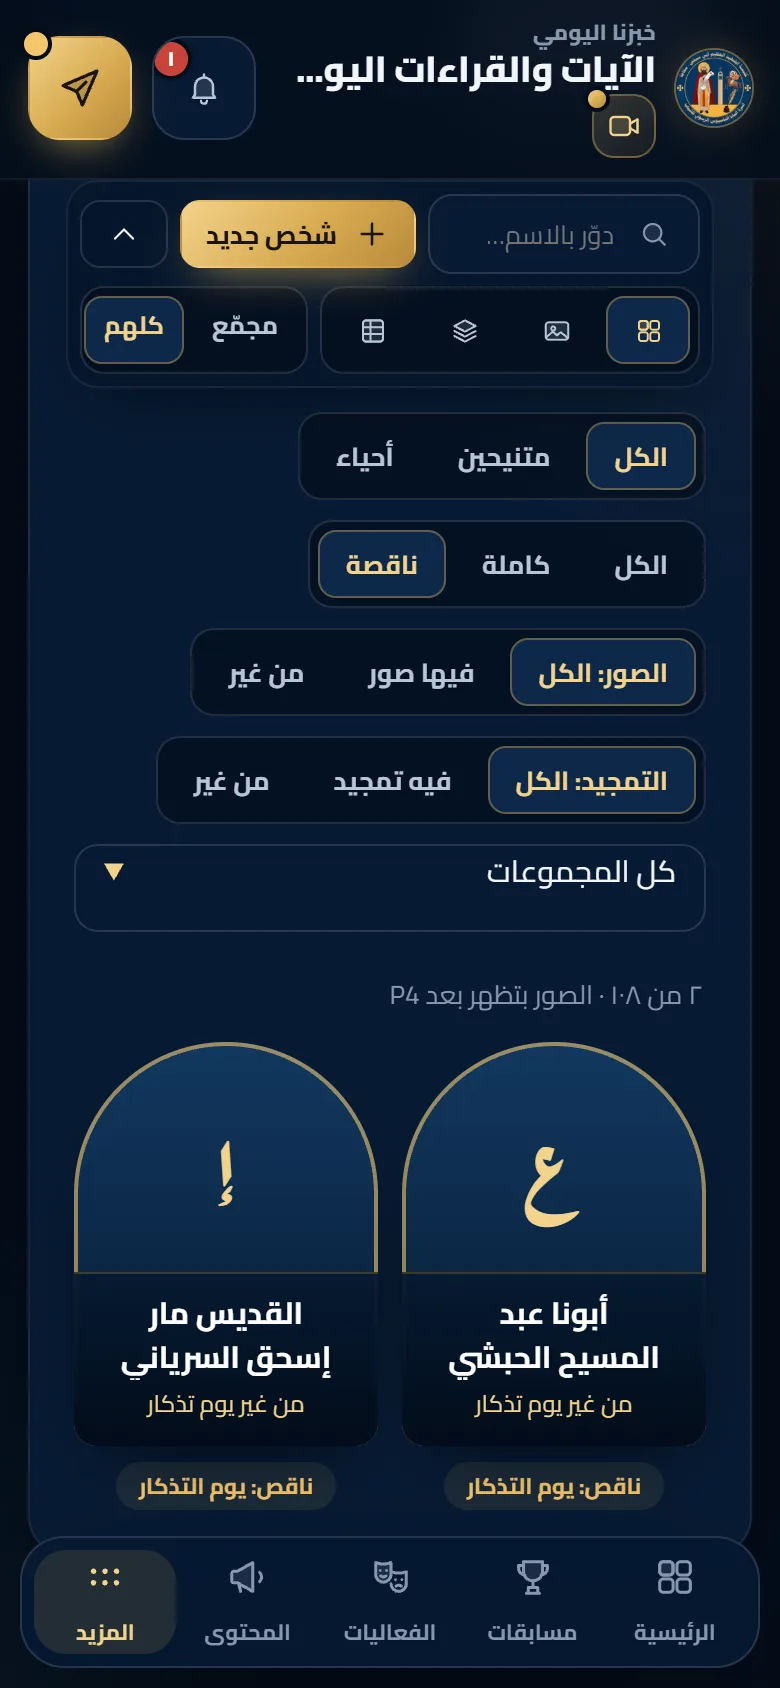 خبزنا اليومي
الآيات والقراءات اليو...
١
دوّر بالاسم...
شخص جديد
مجمّع
كلهم
الكل
متنيحين
أحياء
الكل
كاملة
ناقصة
الصور: الكل
فيها صور
من غير
التمجيد: الكل
فيه تمجيد
من غير
كل المجموعات
٢ من ١٠٨ · الصور بتظهر بعد P4
ع
أبونا عبد
المسيح الحبشي
من غير يوم تذكار
ناقص: يوم التذكار
إ
القديس مار
إسحق السرياني
من غير يوم تذكار
ناقص: يوم التذكار
الرئيسية
مسابقات
الفعاليات
المحتوى
المزيد